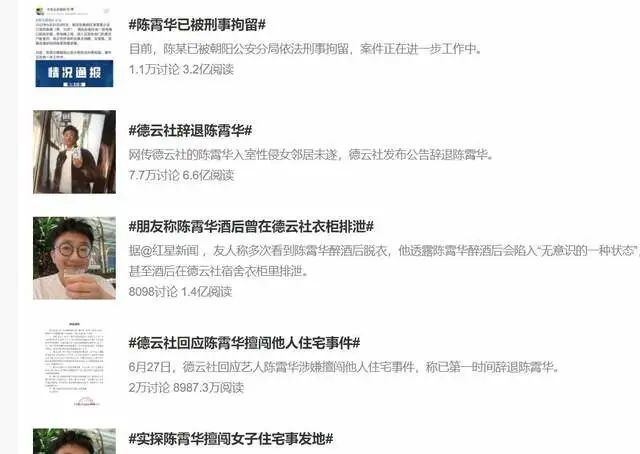 情况通报
#陈霄华已被刑事拘留#
目前，陈某已被朝阳公安分局依法刑事拘留，案件正在进一步工作中。
1.1万讨论 3.2亿阅读
#德云社辞退陈霄华#
网传德云社的陈霄华入室性侵女邻居未遂，德云社发布公告辞退陈霄华。
7.7万讨论 6.6亿阅读
#朋友称陈霄华酒后曾在德云社衣柜排泄#
据@红星新闻 ，友人称多次看到陈霄华醉酒后脱衣，他透露陈霄华醉酒后会陷入“无意识的一种状态”，
甚至酒后在德云社宿舍衣柜里排泄。
8098讨论 1.4亿阅读
#德云社回应陈霄华擅闯他人住宅事件#
6月27日，德云社回应艺人陈霄华涉嫌擅闯他人住宅事件，称已第一时间辞退陈霄华。
2万讨论 8987.3万阅读
#实探陈霄华擅闯女子住宅事发地#